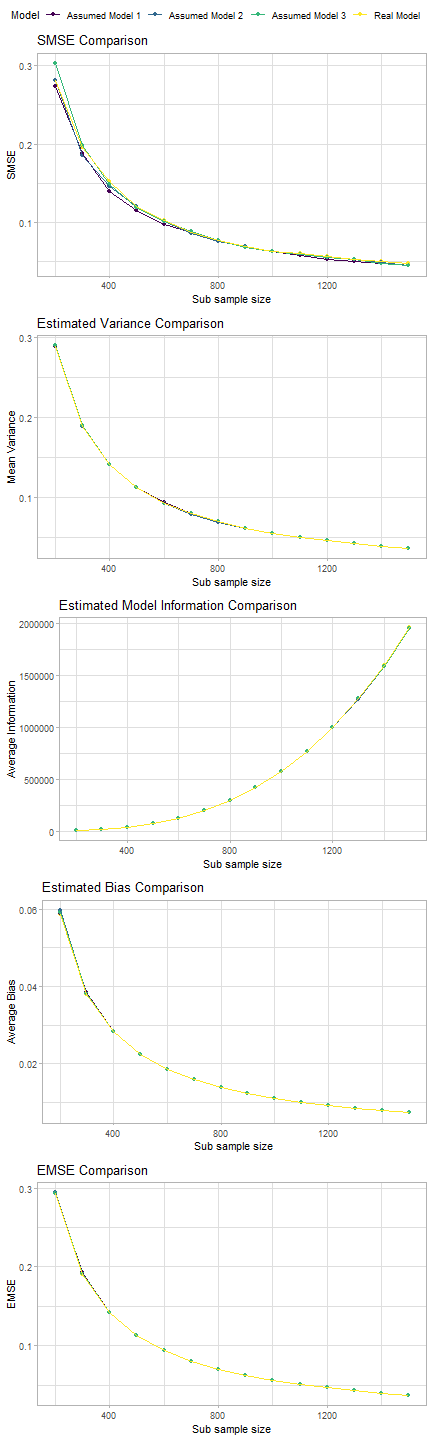 Model Assumed Model 1 Assumed Model 2 Assumed Model 3 Real Model
SMSE Comparison
0.3
0.2
0.1
SMSE
400 800 1200
Sub sample size
Estimated Variance Comparison
0.3
0.2
0.1
Mean Variance
400 800 1200
Sub sample size
Estimated Model Information Comparison
2000000
1500000
1000000
500000
0
Average Information
400 800 1200
Sub sample size
Estimated Bias Comparison
0.06
0.04
0.02
Average Bias
400 800 1200
Sub sample size
EMSE Comparison
0.3
0.2
0.1
EMSE
400 800 1200
Sub sample size